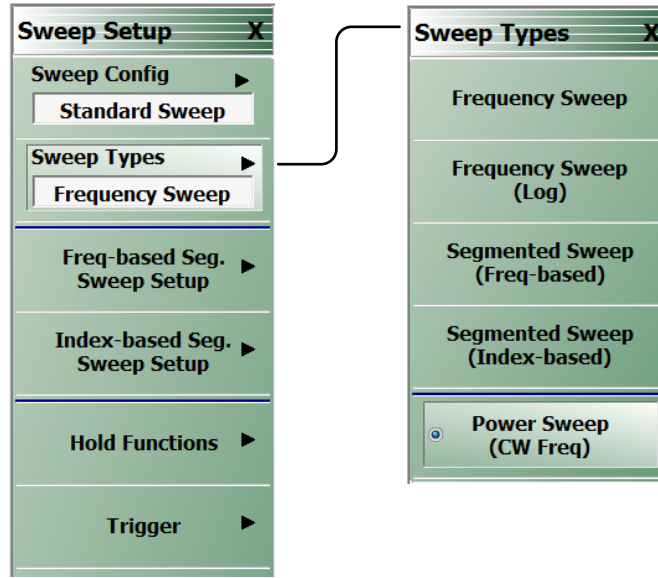 Sweep Setup X
Sweep Config
Standard Sweep
Sweep Types
Frequency Sweep
Freq-based Seg.
Sweep Setup
Index-based Seg.
Sweep Setup
Hold Functions
Trigger
Sweep Types X
Frequency Sweep
Frequency Sweep
(Log)
Segmented Sweep
(Freq-based)
Segmented Sweep
(Index-based)
Power Sweep
(CW Freq)